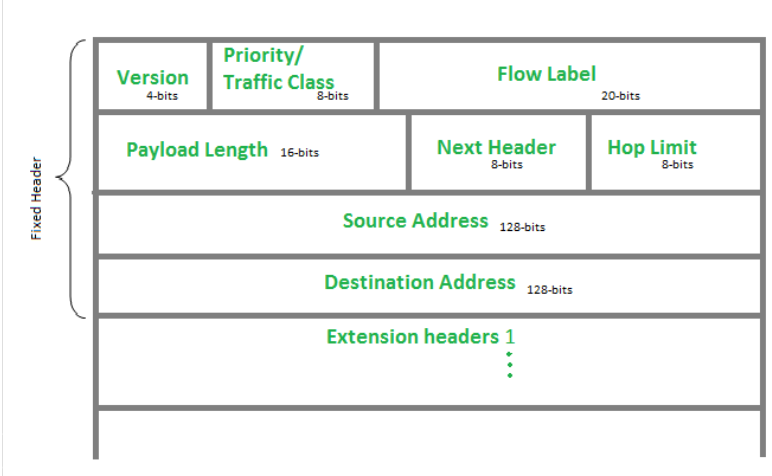 Fixed Header
Version
4-bits
Priority/
Traffic Class
8-bits
Flow Label
20-bits
Payload Length 16-bits
Next Header
8-bits
Hop Limit
8-bits
Source Address 128-bits
Destination Address 128-bits
Extension headers 1